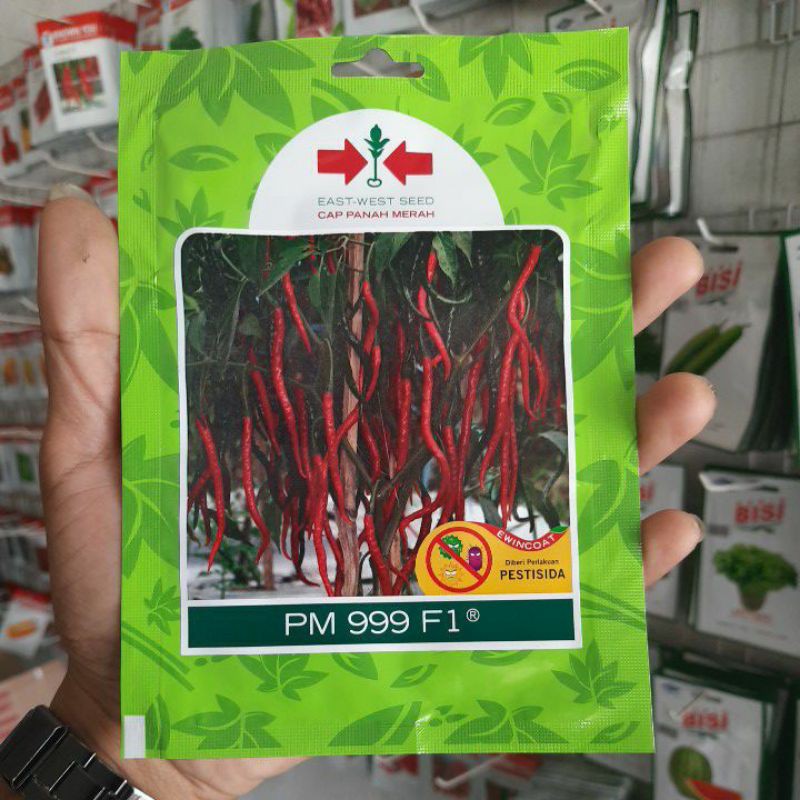 EAST-WEST SEED
CAP PANAH MERAH
EWINCOAT
Diberi Perlakuan
PESTISIDA
PM 999 F1®
BISI
BISI
BISI